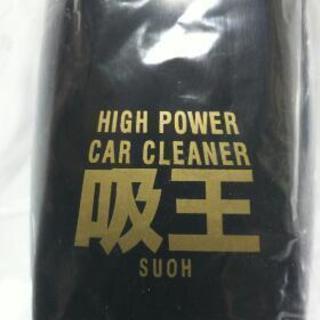 HIGH POWER
CAR CLEANER
吸王
SUOH